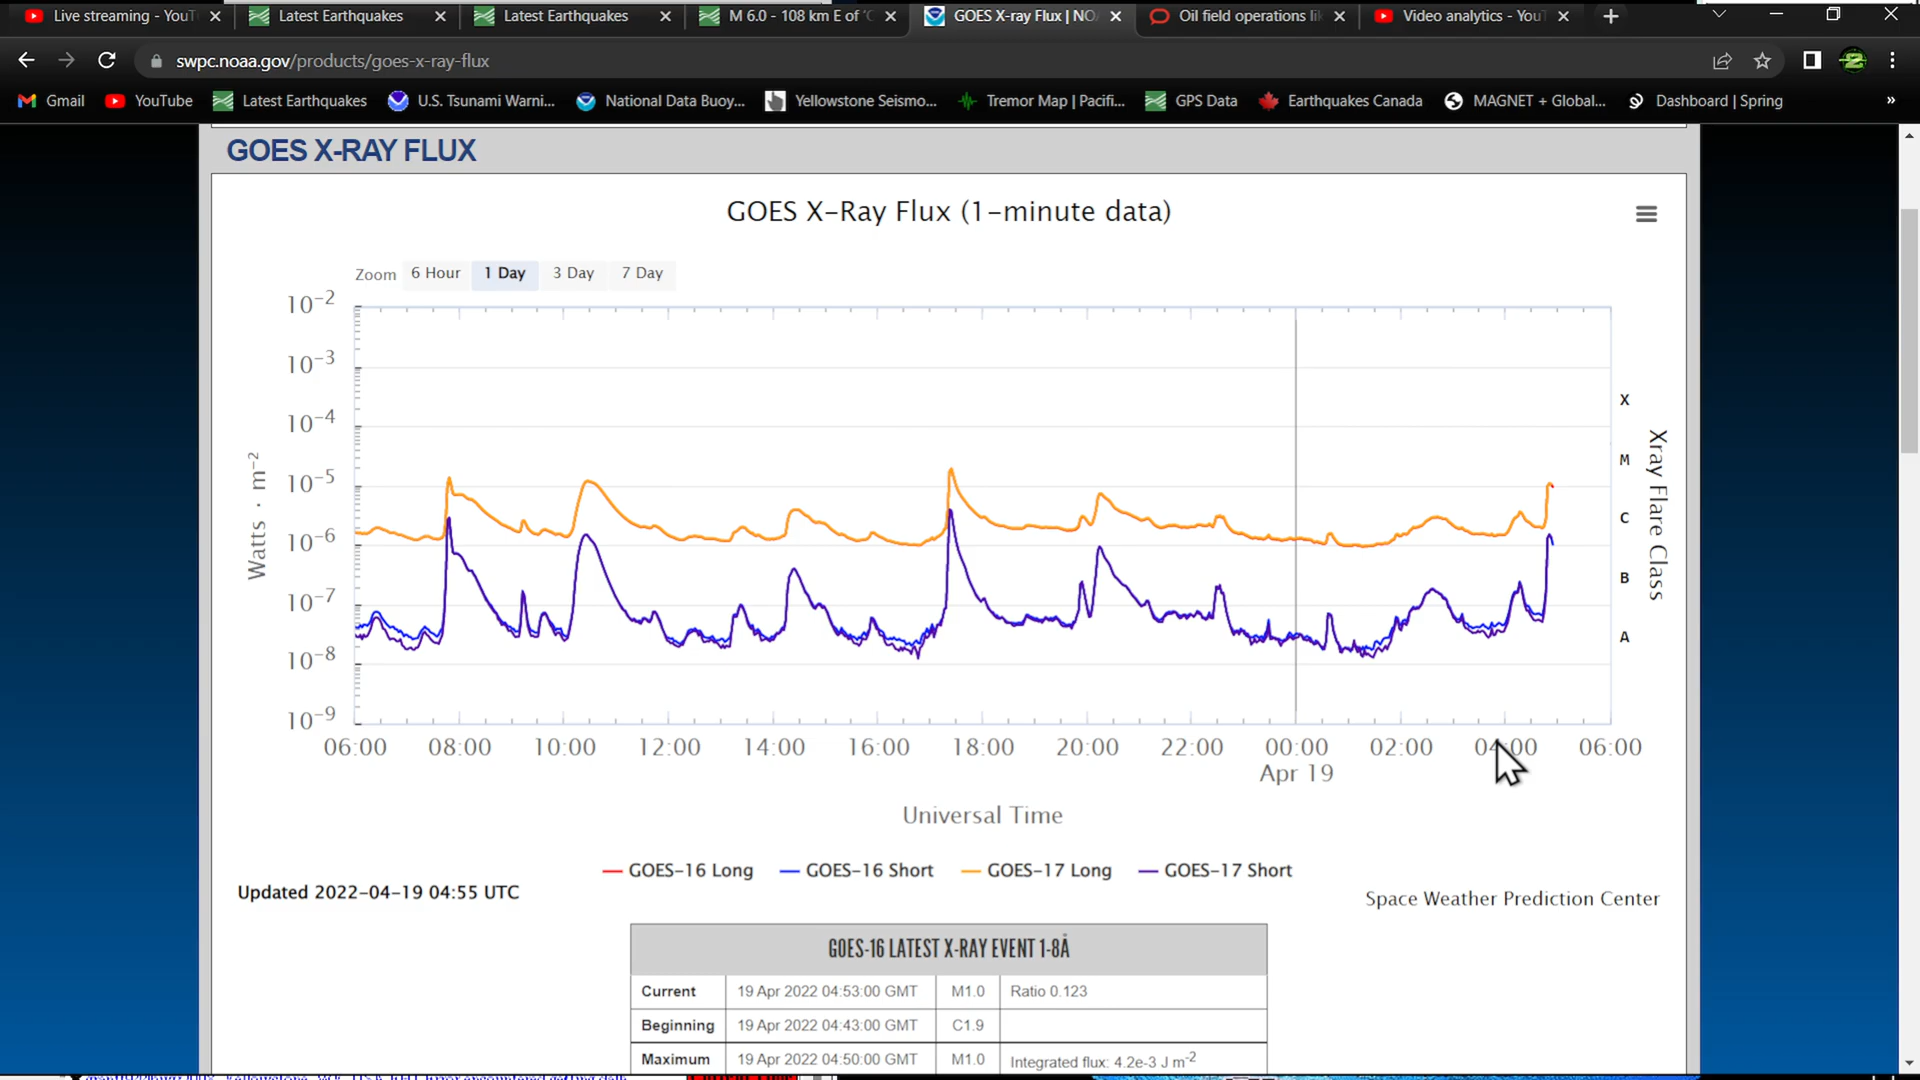 Live streaming - YouT
Latest Earthquakes
Latest Earthquakes
M 6.0 - 108 km E of
GOES X-ray Flux | NO
Oil field operations li
Video analytics - YouT
swpc.noaa.gov/products/goes-x-ray-flux
Gmail
YouTube
Latest Earthquakes
U.S. Tsunami Warni...
National Data Buoy...
Yellowstone Seismo...
Tremor Map | Pacifi...
GPS Data
Earthquakes Canada
MAGNET + Global...
Dashboard | Spring
»
GOES X-RAY FLUX
GOES X-Ray Flux (1-minute data)
Zoom 6 Hour 1 Day 3 Day 7 Day
10⁻²
10⁻³
10⁻⁴
10⁻⁵
10⁻⁶
10⁻⁷
10⁻⁸
10⁻⁹
Watts · m⁻²
X
M
C
B
A
Xray Flare Class
06:00 08:00 10:00 12:00 14:00 16:00 18:00 20:00 22:00 00:00 02:00 04:00 06:00
Apr 19
Universal Time
GOES-16 Long GOES-16 Short GOES-17 Long GOES-17 Short
Updated 2022-04-19 04:55 UTC
Space Weather Prediction Center
GOES-16 LATEST X-RAY EVENT 1-8Å
Current 19 Apr 2022 04:53:00 GMT M1.0 Ratio 0.123
Beginning 19 Apr 2022 04:43:00 GMT C1.9
Maximum 19 Apr 2022 04:50:00 GMT M1.0 Integrated flux: 4.2e-3 J m⁻²